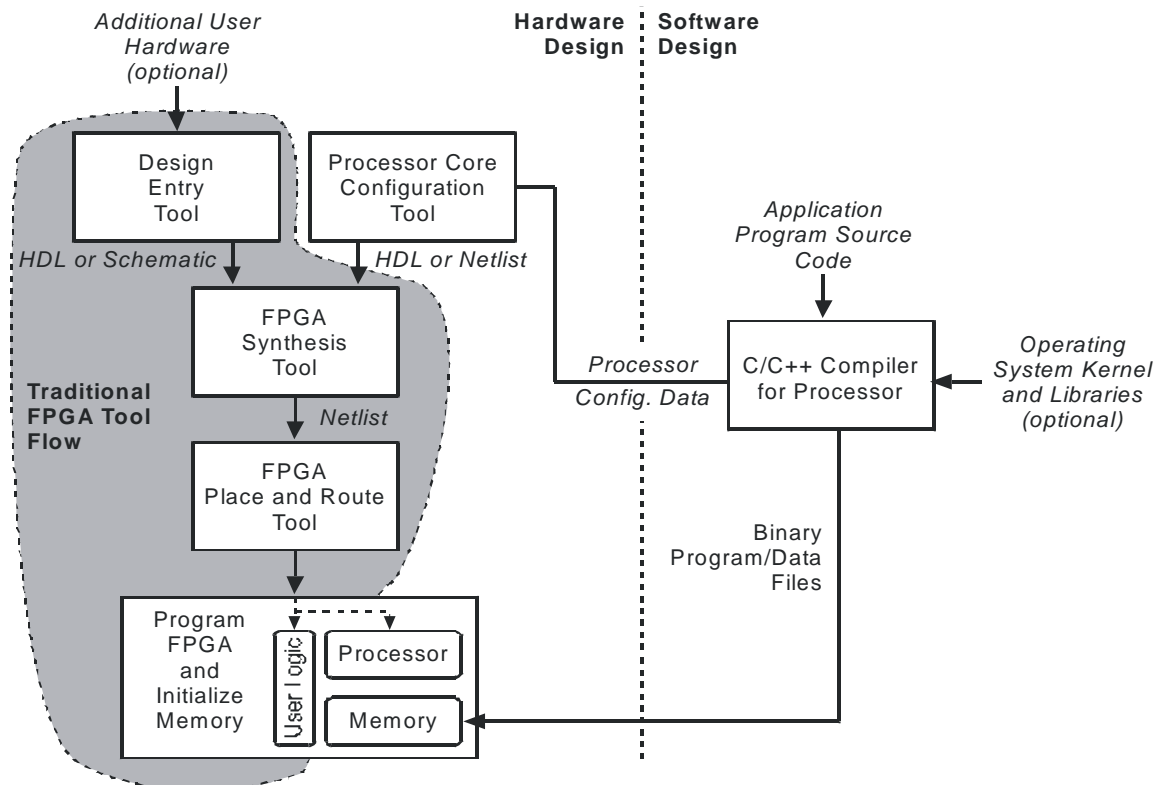 Additional User
Hardware
(optional)
Hardware
Design
Software
Design
Design
Entry
Tool
Processor Core
Configuration
Tool
HDL or Schematic
HDL or Netlist
Application
Program Source
Code
FPGA
Synthesis
Tool
C/C++ Compiler
for Processor
Operating
System Kernel
and Libraries
(optional)
Processor
Config. Data
Traditional
FPGA Tool
Flow
Netlist
FPGA
Place and Route
Tool
Binary
Program/Data
Files
Program
FPGA
and
Initialize
Memory
User Logic
Processor
Memory